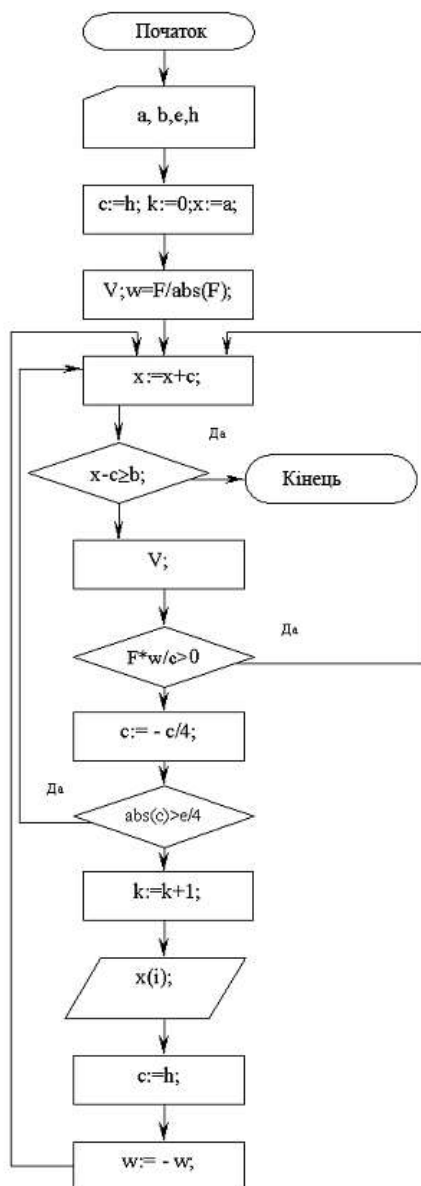 Початок
a, b,e,h
c:=h; k:=0;x:=a;
V;w=F/abs(F);
x:=x+c;
Да
x-c≥b;
Кінець
V;
Да
F*w/c>0
c:= - c/4;
Да
abs(c)>e/4
k:=k+1;
x(i);
c:=h;
w:= - w;